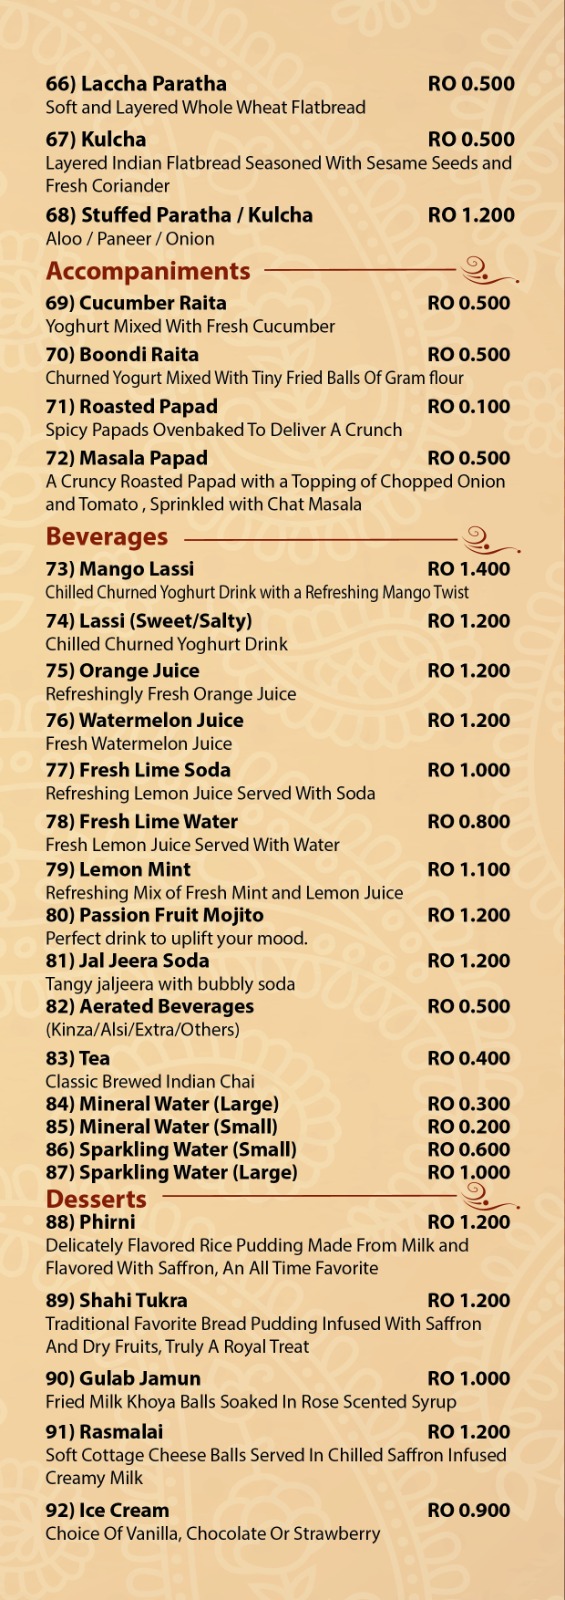 66) Laccha Paratha RO 0.500
Soft and Layered Whole Wheat Flatbread
67) Kulcha RO 0.500
Layered Indian Flatbread Seasoned With Sesame Seeds and
Fresh Coriander
68) Stuffed Paratha / Kulcha RO 1.200
Aloo / Paneer / Onion
Accompaniments
69) Cucumber Raita RO 0.500
Yoghurt Mixed With Fresh Cucumber
70) Boondi Raita RO 0.500
Churned Yogurt Mixed With Tiny Fried Balls Of Gram flour
71) Roasted Papad RO 0.100
Spicy Papads Ovenbaked To Deliver A Crunch
72) Masala Papad RO 0.500
A Cruncy Roasted Papad with a Topping of Chopped Onion
and Tomato , Sprinkled with Chat Masala
Beverages
73) Mango Lassi RO 1.400
Chilled Churned Yoghurt Drink with a Refreshing Mango Twist
74) Lassi (Sweet/Salty) RO 1.200
Chilled Churned Yoghurt Drink
75) Orange Juice RO 1.200
Refreshingly Fresh Orange Juice
76) Watermelon Juice RO 1.200
Fresh Watermelon Juice
77) Fresh Lime Soda RO 1.000
Refreshing Lemon Juice Served With Soda
78) Fresh Lime Water RO 0.800
Fresh Lemon Juice Served With Water
79) Lemon Mint RO 1.100
Refreshing Mix of Fresh Mint and Lemon Juice
80) Passion Fruit Mojito RO 1.200
Perfect drink to uplift your mood.
81) Jal Jeera Soda RO 1.200
Tangy jaljeera with bubbly soda
82) Aerated Beverages RO 0.500
(Kinza/Alsi/Extra/Others)
83) Tea RO 0.400
Classic Brewed Indian Chai
84) Mineral Water (Large) RO 0.300
85) Mineral Water (Small) RO 0.200
86) Sparkling Water (Small) RO 0.600
87) Sparkling Water (Large) RO 1.000
Desserts
88) Phirni RO 1.200
Delicately Flavored Rice Pudding Made From Milk and
Flavored With Saffron, An All Time Favorite
89) Shahi Tukra RO 1.200
Traditional Favorite Bread Pudding Infused With Saffron
And Dry Fruits, Truly A Royal Treat
90) Gulab Jamun RO 1.000
Fried Milk Khoya Balls Soaked In Rose Scented Syrup
91) Rasmalai RO 1.200
Soft Cottage Cheese Balls Served In Chilled Saffron Infused
Creamy Milk
92) Ice Cream RO 0.900
Choice Of Vanilla, Chocolate Or Strawberry